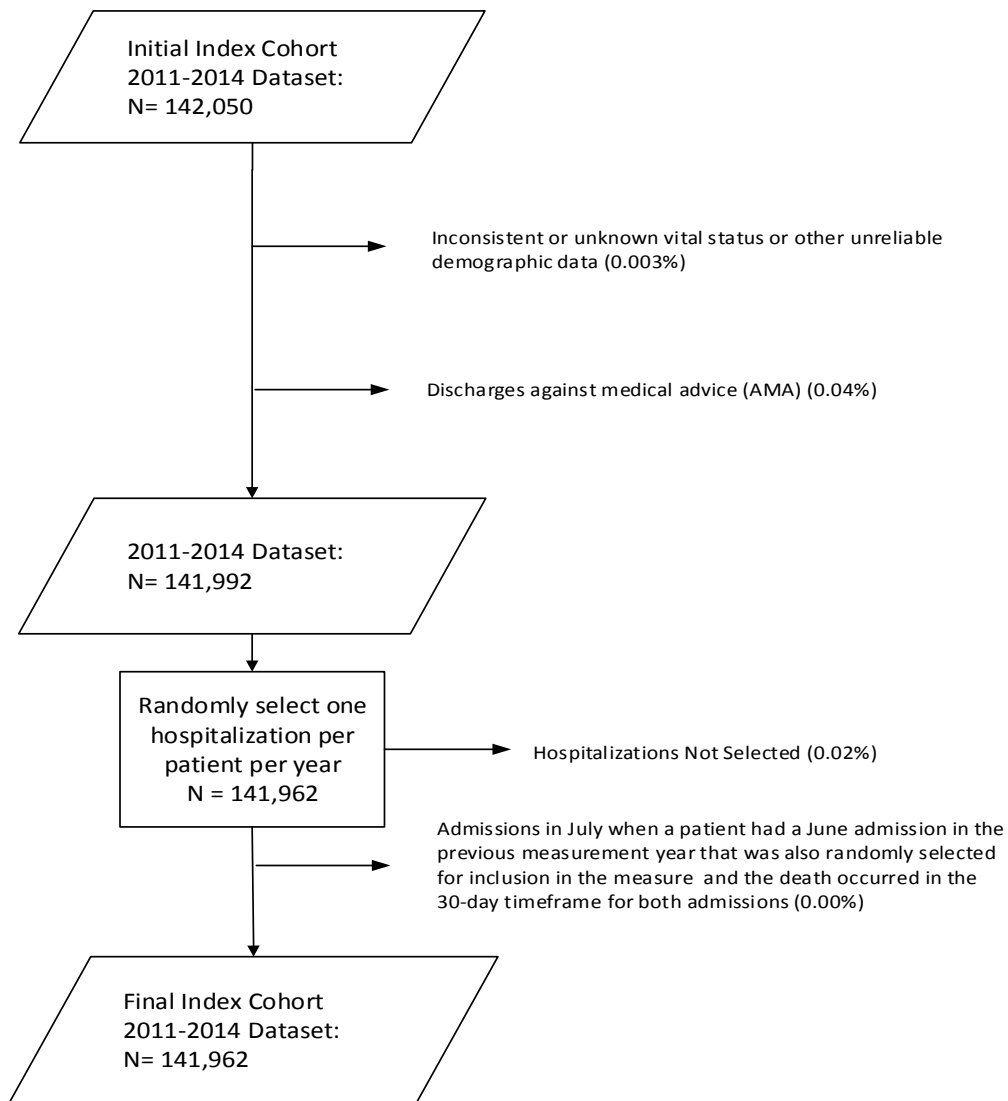 Initial Index Cohort
2011-2014 Dataset:
N= 142,050
Inconsistent or unknown vital status or other unreliable
demographic data (0.003%)
Discharges against medical advice (AMA) (0.04%)
2011-2014 Dataset:
N= 141,992
Randomly select one
hospitalization per
patient per year
N = 141,962
Hospitalizations Not Selected (0.02%)
Admissions in July when a patient had a June admission in the
previous measurement year that was also randomly selected
for inclusion in the measure and the death occurred in the
30-day timeframe for both admissions (0.00%)
Final Index Cohort
2011-2014 Dataset:
N= 141,962